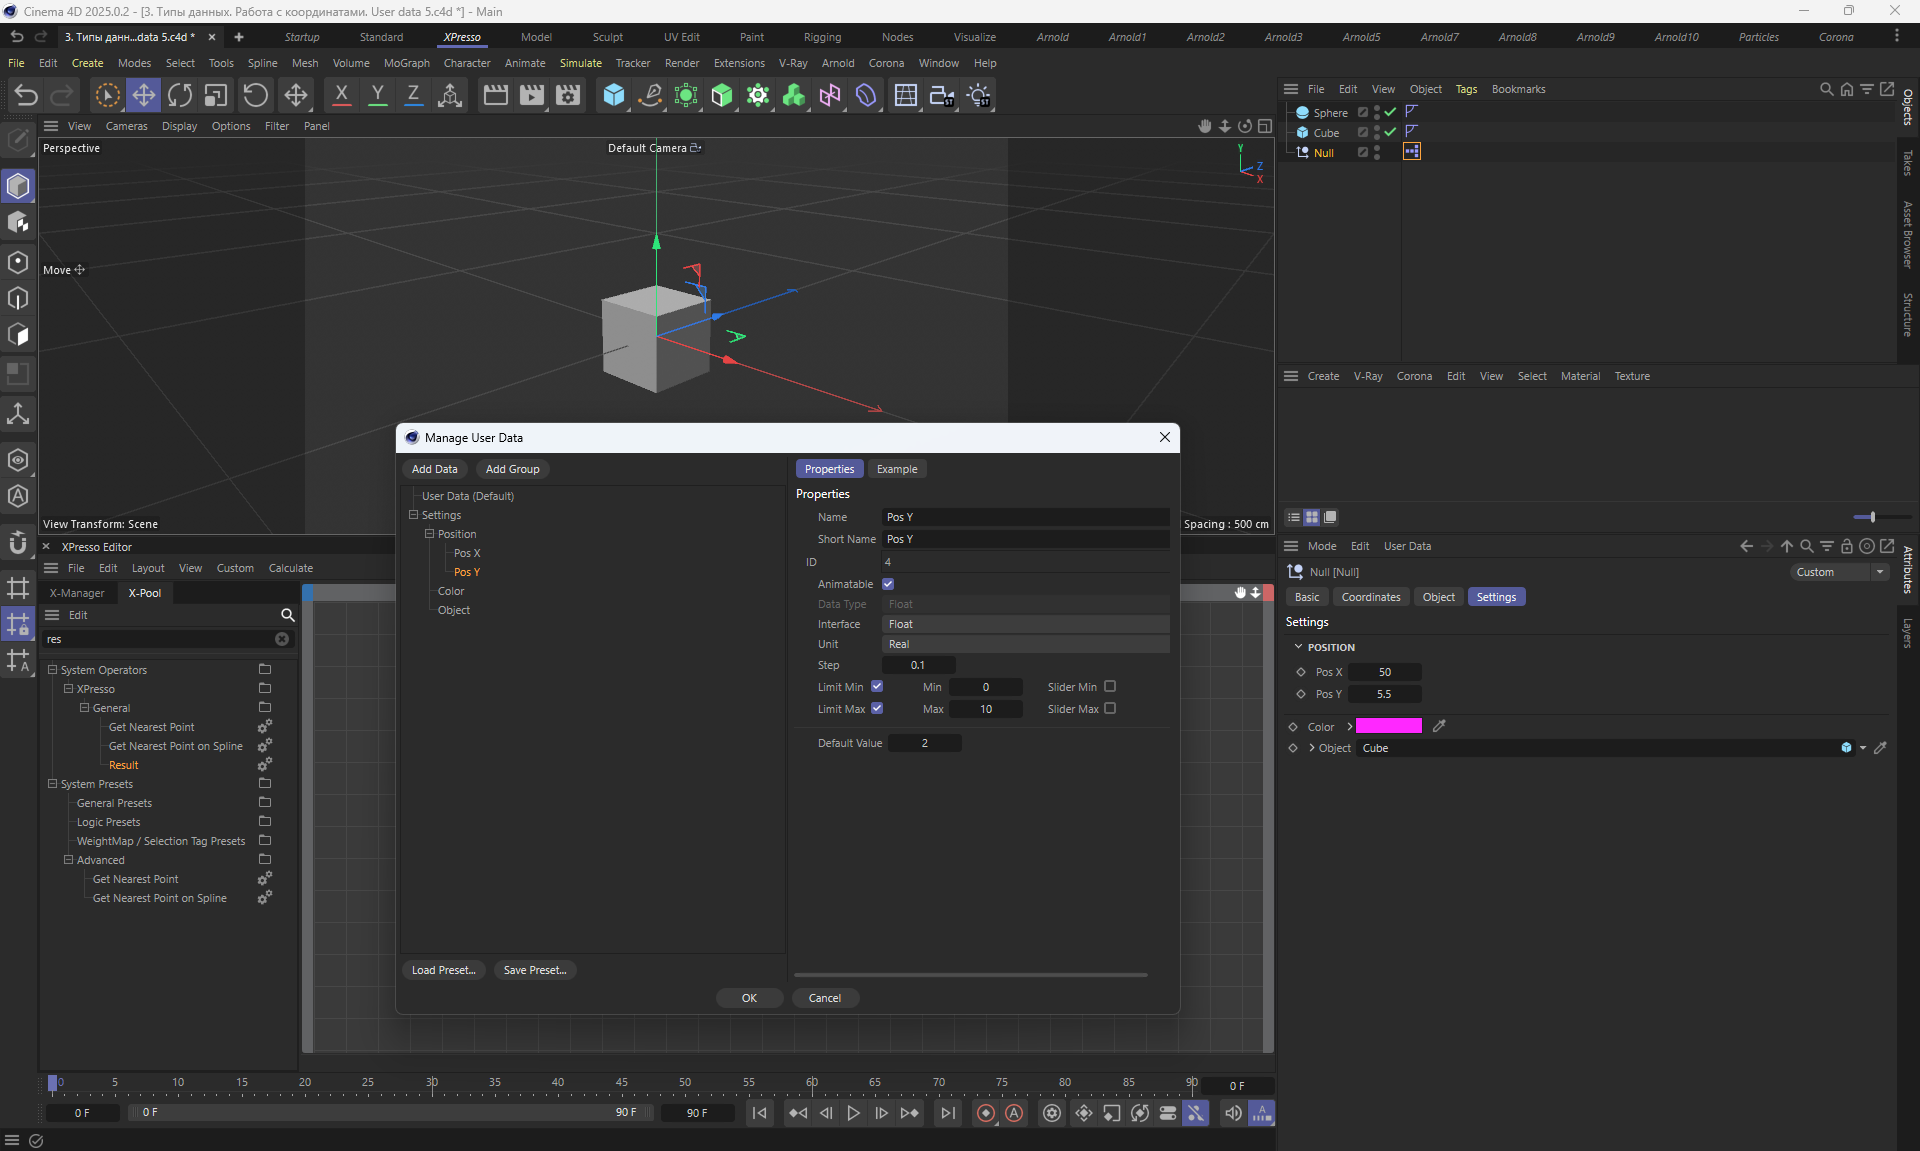 Cinema 4D 2025.0.2 - [3. Типы данных. Работа с координатами. User data 5.c4d *] - Main
3. Типы данн...data 5.c4d * Startup Standard XPresso Model Sculpt UV Edit Paint Rigging Nodes Visualize Arnold Arnold1 Arnold2 Arnold3 Arnold5 Arnold7 Arnold8 Arnold9 Arnold10 Particles Corona
File Edit Create Modes Select Tools Spline Mesh Volume MoGraph Character Animate Simulate Tracker Render Extensions V-Ray Arnold Corona Window Help
X Y Z ST ST
View Cameras Display Options Filter Panel
Perspective
Default Camera
Y
Z
X
Move
View Transform: Scene
Spacing : 500 cm
File Edit View Object Tags Bookmarks
Sphere
Cube
Null
Objects
Takes
Asset Browser
Structure
Create V-Ray Corona Edit View Select Material Texture
Mode Edit User Data
Null [Null]
Custom
Basic Coordinates Object Settings
Settings
POSITION
Pos X 50
Pos Y 5.5
Color
Object Cube
Attributes
Layers
XPresso Editor
File Edit Layout View Custom Calculate
X-Manager X-Pool
Edit
res
System Operators
XPresso
General
Get Nearest Point
Get Nearest Point on Spline
Result
System Presets
General Presets
Logic Presets
WeightMap / Selection Tag Presets
Advanced
Get Nearest Point
Get Nearest Point on Spline
Manage User Data
Add Data Add Group
User Data (Default)
Settings
Position
Pos X
Pos Y
Color
Object
Load Preset... Save Preset...
Properties Example
Properties
Name Pos Y
Short Name Pos Y
ID 4
Animatable
Data Type Float
Interface Float
Unit Real
Step 0.1
Limit Min Min 0 Slider Min
Limit Max Max 10 Slider Max
Default Value 2
OK Cancel
0 5 10 15 20 25 30 35 40 45 50 55 60 65 70 75 80 85 90 0 F
0 F 0 F 90 F 90 F